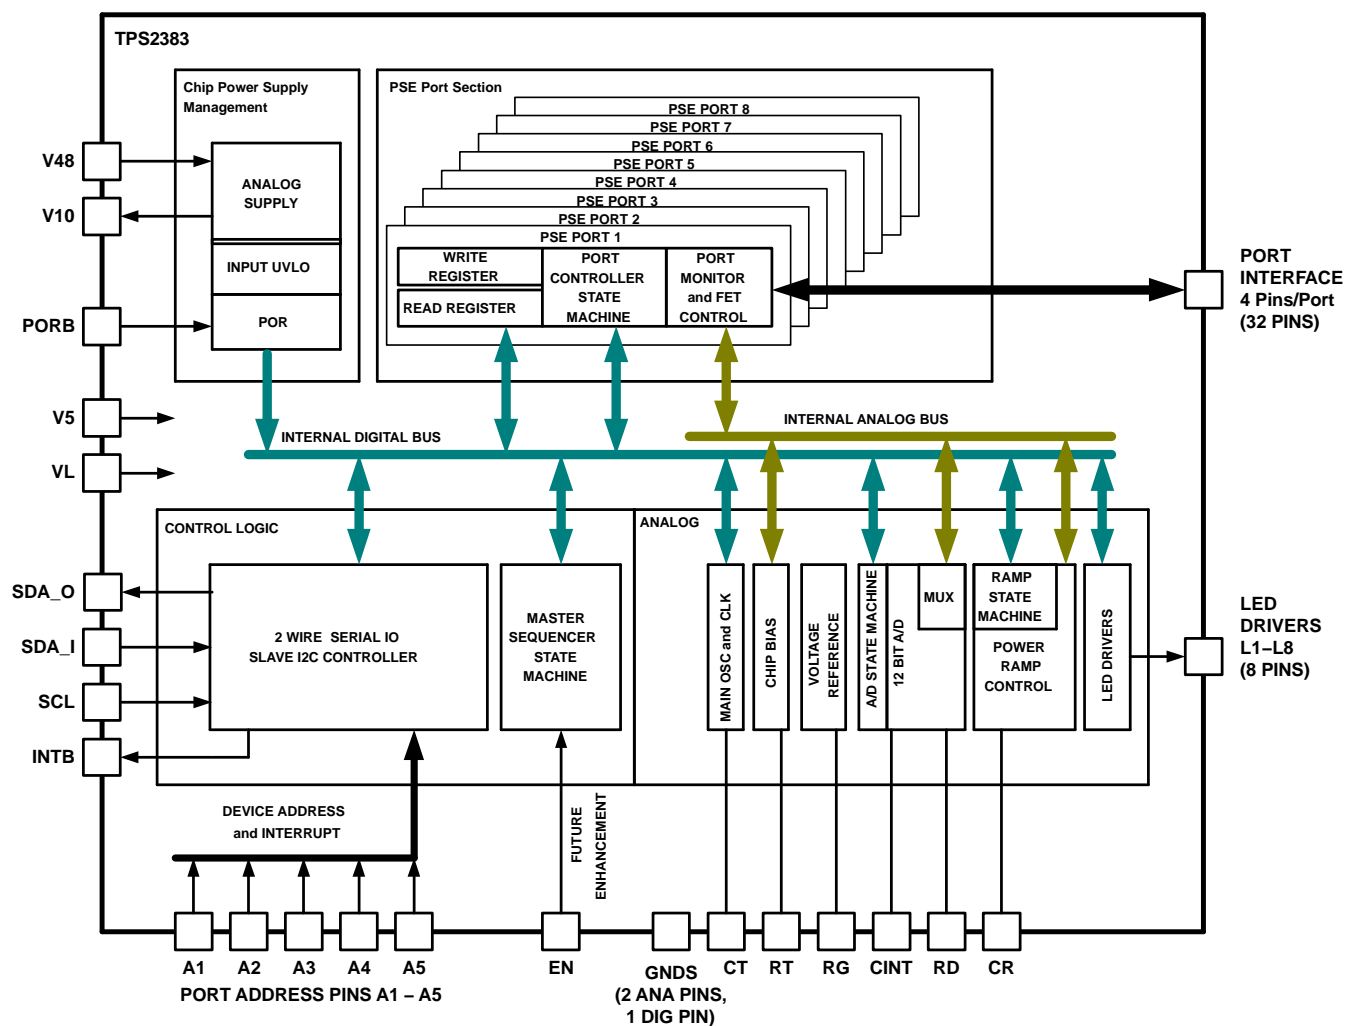 TPS2383
Chip Power Supply
Management
PSE Port Section
PSE PORT 8
PSE PORT 7
PSE PORT 6
PSE PORT 5
PSE PORT 4
PSE PORT 3
PSE PORT 2
PSE PORT 1
V48
V10
PORB
V5
VL
ANALOG
SUPPLY
INPUT UVLO
POR
WRITE
REGISTER
READ REGISTER
PORT
CONTROLLER
STATE
MACHINE
PORT
MONITOR
and FET
CONTROL
PORT
INTERFACE
4 Pins/Port
(32 PINS)
INTERNAL DIGITAL BUS
INTERNAL ANALOG BUS
CONTROL LOGIC
ANALOG
SDA_O
SDA_I
SCL
INTB
2 WIRE SERIAL IO
SLAVE I2C CONTROLLER
MASTER
SEQUENCER
STATE
MACHINE
MAIN OSC and CLK
CHIP BIAS
VOLTAGE
REFERENCE
A/D STATE MACHINE
12 BIT A/D
MUX
RAMP
STATE
MACHINE
POWER
RAMP
CONTROL
LED DRIVERS
LED
DRIVERS
L1–L8
(8 PINS)
DEVICE ADDRESS
and INTERRUPT
FUTURE
ENHANCEMENT
A1
A2
A3
A4
A5
PORT ADDRESS PINS A1 – A5
EN
GNDS
(2 ANA PINS,
1 DIG PIN)
CT
RT
RG
CINT
RD
CR